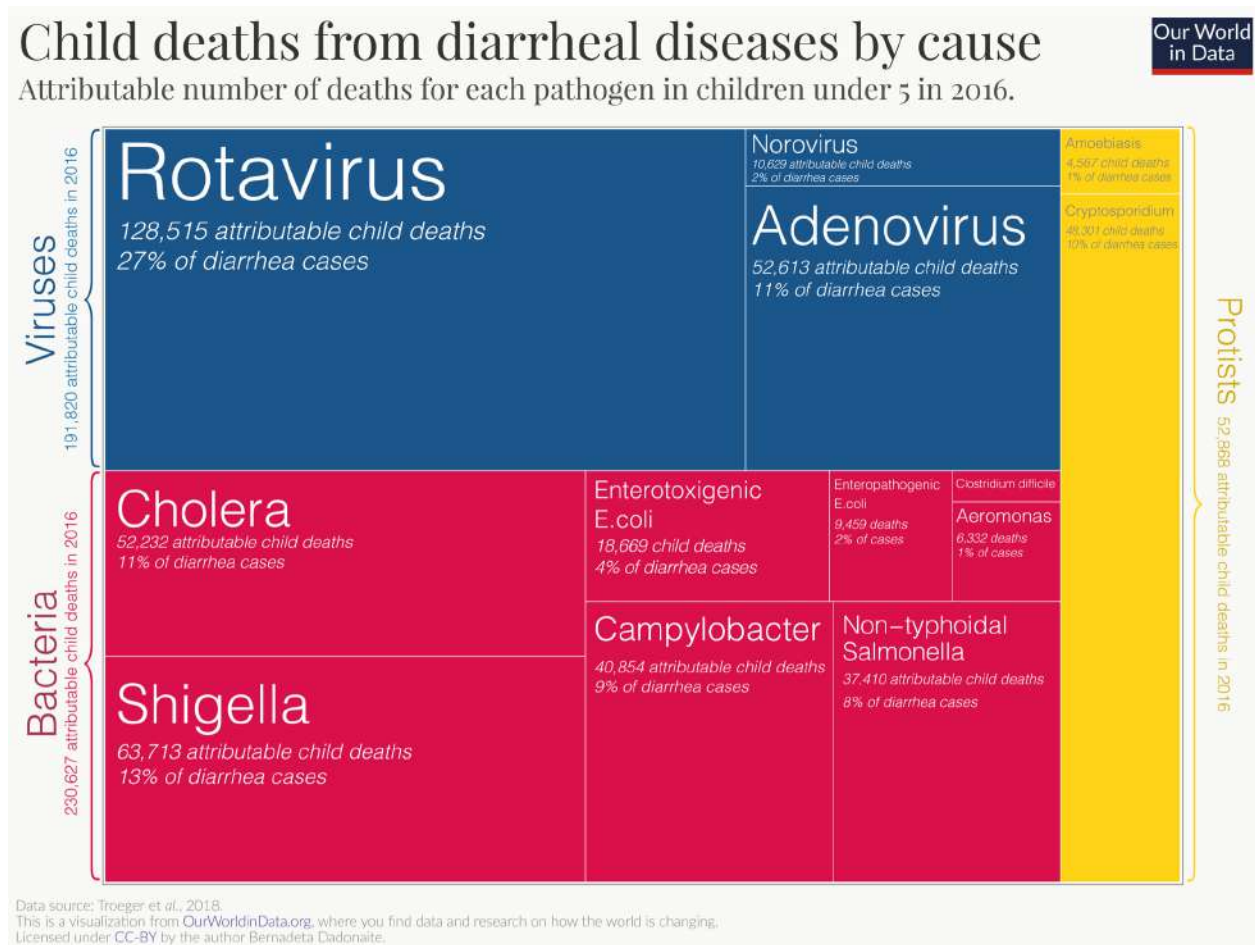 Child deaths from diarrheal diseases by cause
Attributable number of deaths for each pathogen in children under 5 in 2016.
Our World
in Data
Viruses
191,820 attributable child deaths in 2016
Rotavirus
128,515 attributable child deaths
27% of diarrhea cases
Norovirus
10,629 attributable child deaths
2% of diarrhea cases
Adenovirus
52,613 attributable child deaths
11% of diarrhea cases
Amoebiasis
4,567 child deaths
1% of diarrhea cases
Cryptosporidium
48,301 child deaths
10% of diarrhea cases
Protists 52,868 attributable child deaths in 2016
Bacteria
230,627 attributable child deaths in 2016
Cholera
52,232 attributable child deaths
11% of diarrhea cases
Shigella
63,713 attributable child deaths
13% of diarrhea cases
Enterotoxigenic
E.coli
18,669 child deaths
4% of diarrhea cases
Enteropathogenic
E.coli
9,459 deaths
2% of cases
Clostridium difficile
Aeromonas
6,332 deaths
1% of cases
Campylobacter
40,854 attributable child deaths
9% of diarrhea cases
Non-typhoidal
Salmonella
37,410 attributable child deaths
8% of diarrhea cases
Data source: Troeger et al., 2018.
This is a visualization from OurWorldinData.org, where you find data and research on how the world is changing.
Licensed under CC-BY by the author Bernadeta Dadonaite.